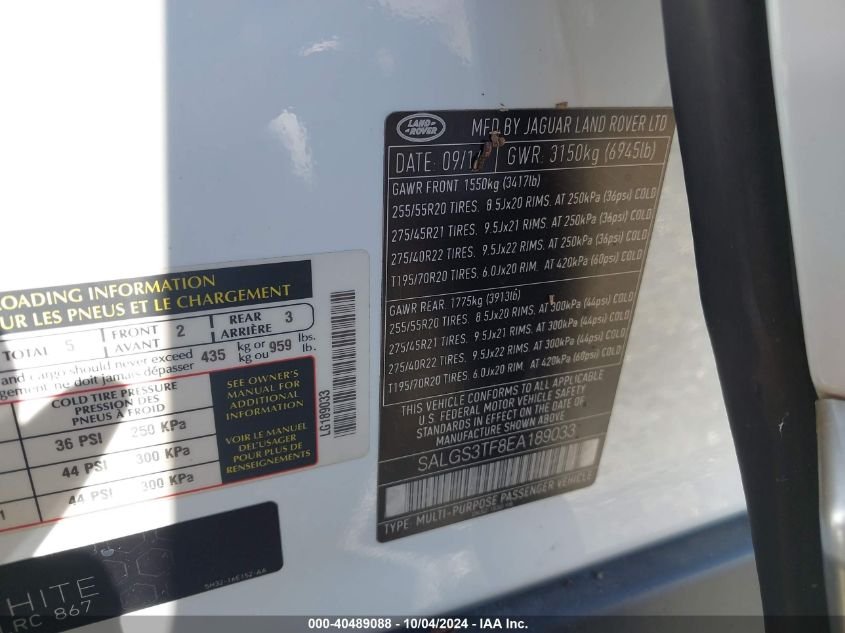 LAND
ROVER
MFD BY JAGUAR LAND ROVER LTD
DATE: 09/1
GWR: 3150kg (6945lb)
GAWR FRONT. 1550kg (3417lb)
255/55R20 TIRES. 8.5Jx20 RIMS. AT 250kPa (36psi) COLD
275/45R21 TIRES. 9.5Jx21 RIMS. AT 250kPa (36psi) COLD
275/40R22 TIRES. 9.5Jx22 RIMS. AT 250kPa (36psi) COLD
T195/70R20 TIRES. 6.0Jx20 RIM. AT 420kPa (60psi) COLD
GAWR REAR. 1775kg (3913lb)
255/55R20 TIRES. 8.5Jx20 RIMS. AT 300kPa (44psi) COLD
275/45R21 TIRES. 9.5Jx21 RIMS. AT 300kPa (44psi) COLD
275/40R22 TIRES. 9.5Jx22 RIMS. AT 300kPa (44psi) COLD
T195/70R20 TIRES. 6.0Jx20 RIM. AT 420kPa (60psi) COLD
THIS VEHICLE CONFORMS TO ALL APPLICABLE
U.S. FEDERAL MOTOR VEHICLE SAFETY
STANDARDS IN EFFECT ON THE DATE OF
MANUFACTURE SHOWN ABOVE
SALGS3TF8EA189033
TYPE: MULTI-PURPOSE PASSENGER VEHICLE
LOADING INFORMATION
UR LES PNEUS ET LE CHARGEMENT
TOTAL 5
FRONT 2
AVANT
REAR 3
ARRIÈRE
and cargo should never exceed 435 kg or 959 lbs.
gement ne doit jamais dépasser kg ou lb.
COLD TIRE PRESSURE
PRESSION DES
PNEUS À FROID
36 PSI 250 KPa
44 PSI 300 KPa
44 PSI 300 KPa
SEE OWNER'S
MANUAL FOR
ADDITIONAL
INFORMATION
VOIR LE MANUEL
DE L'USAGER
POUR PLUS DE
RENSEIGNEMENTS
LG189033
HITE
RC 867
000-40489088 - 10/04/2024 - IAA Inc.